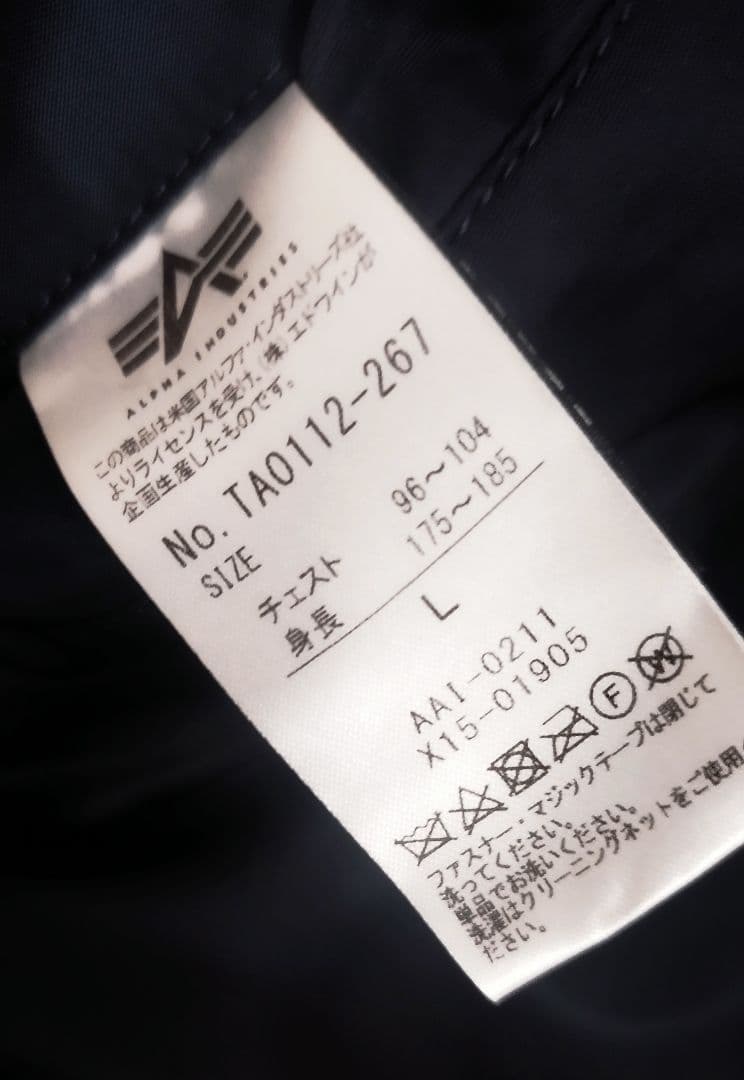 ALPHA INDUSTRIES
この商品は米国アルファ・インダストリーズ社
よりライセンスを受け、(株)エドウインが
企画生産したものです。
No. TA0112-267
SIZE
チェスト 96〜104
身長 175〜185
L
AAI-0211
X15-01905
F W
ファスナー・マジックテープは閉じて
洗ってください。
単品でお洗いください。
洗濯はクリーニングネットをご使用く
ださい。